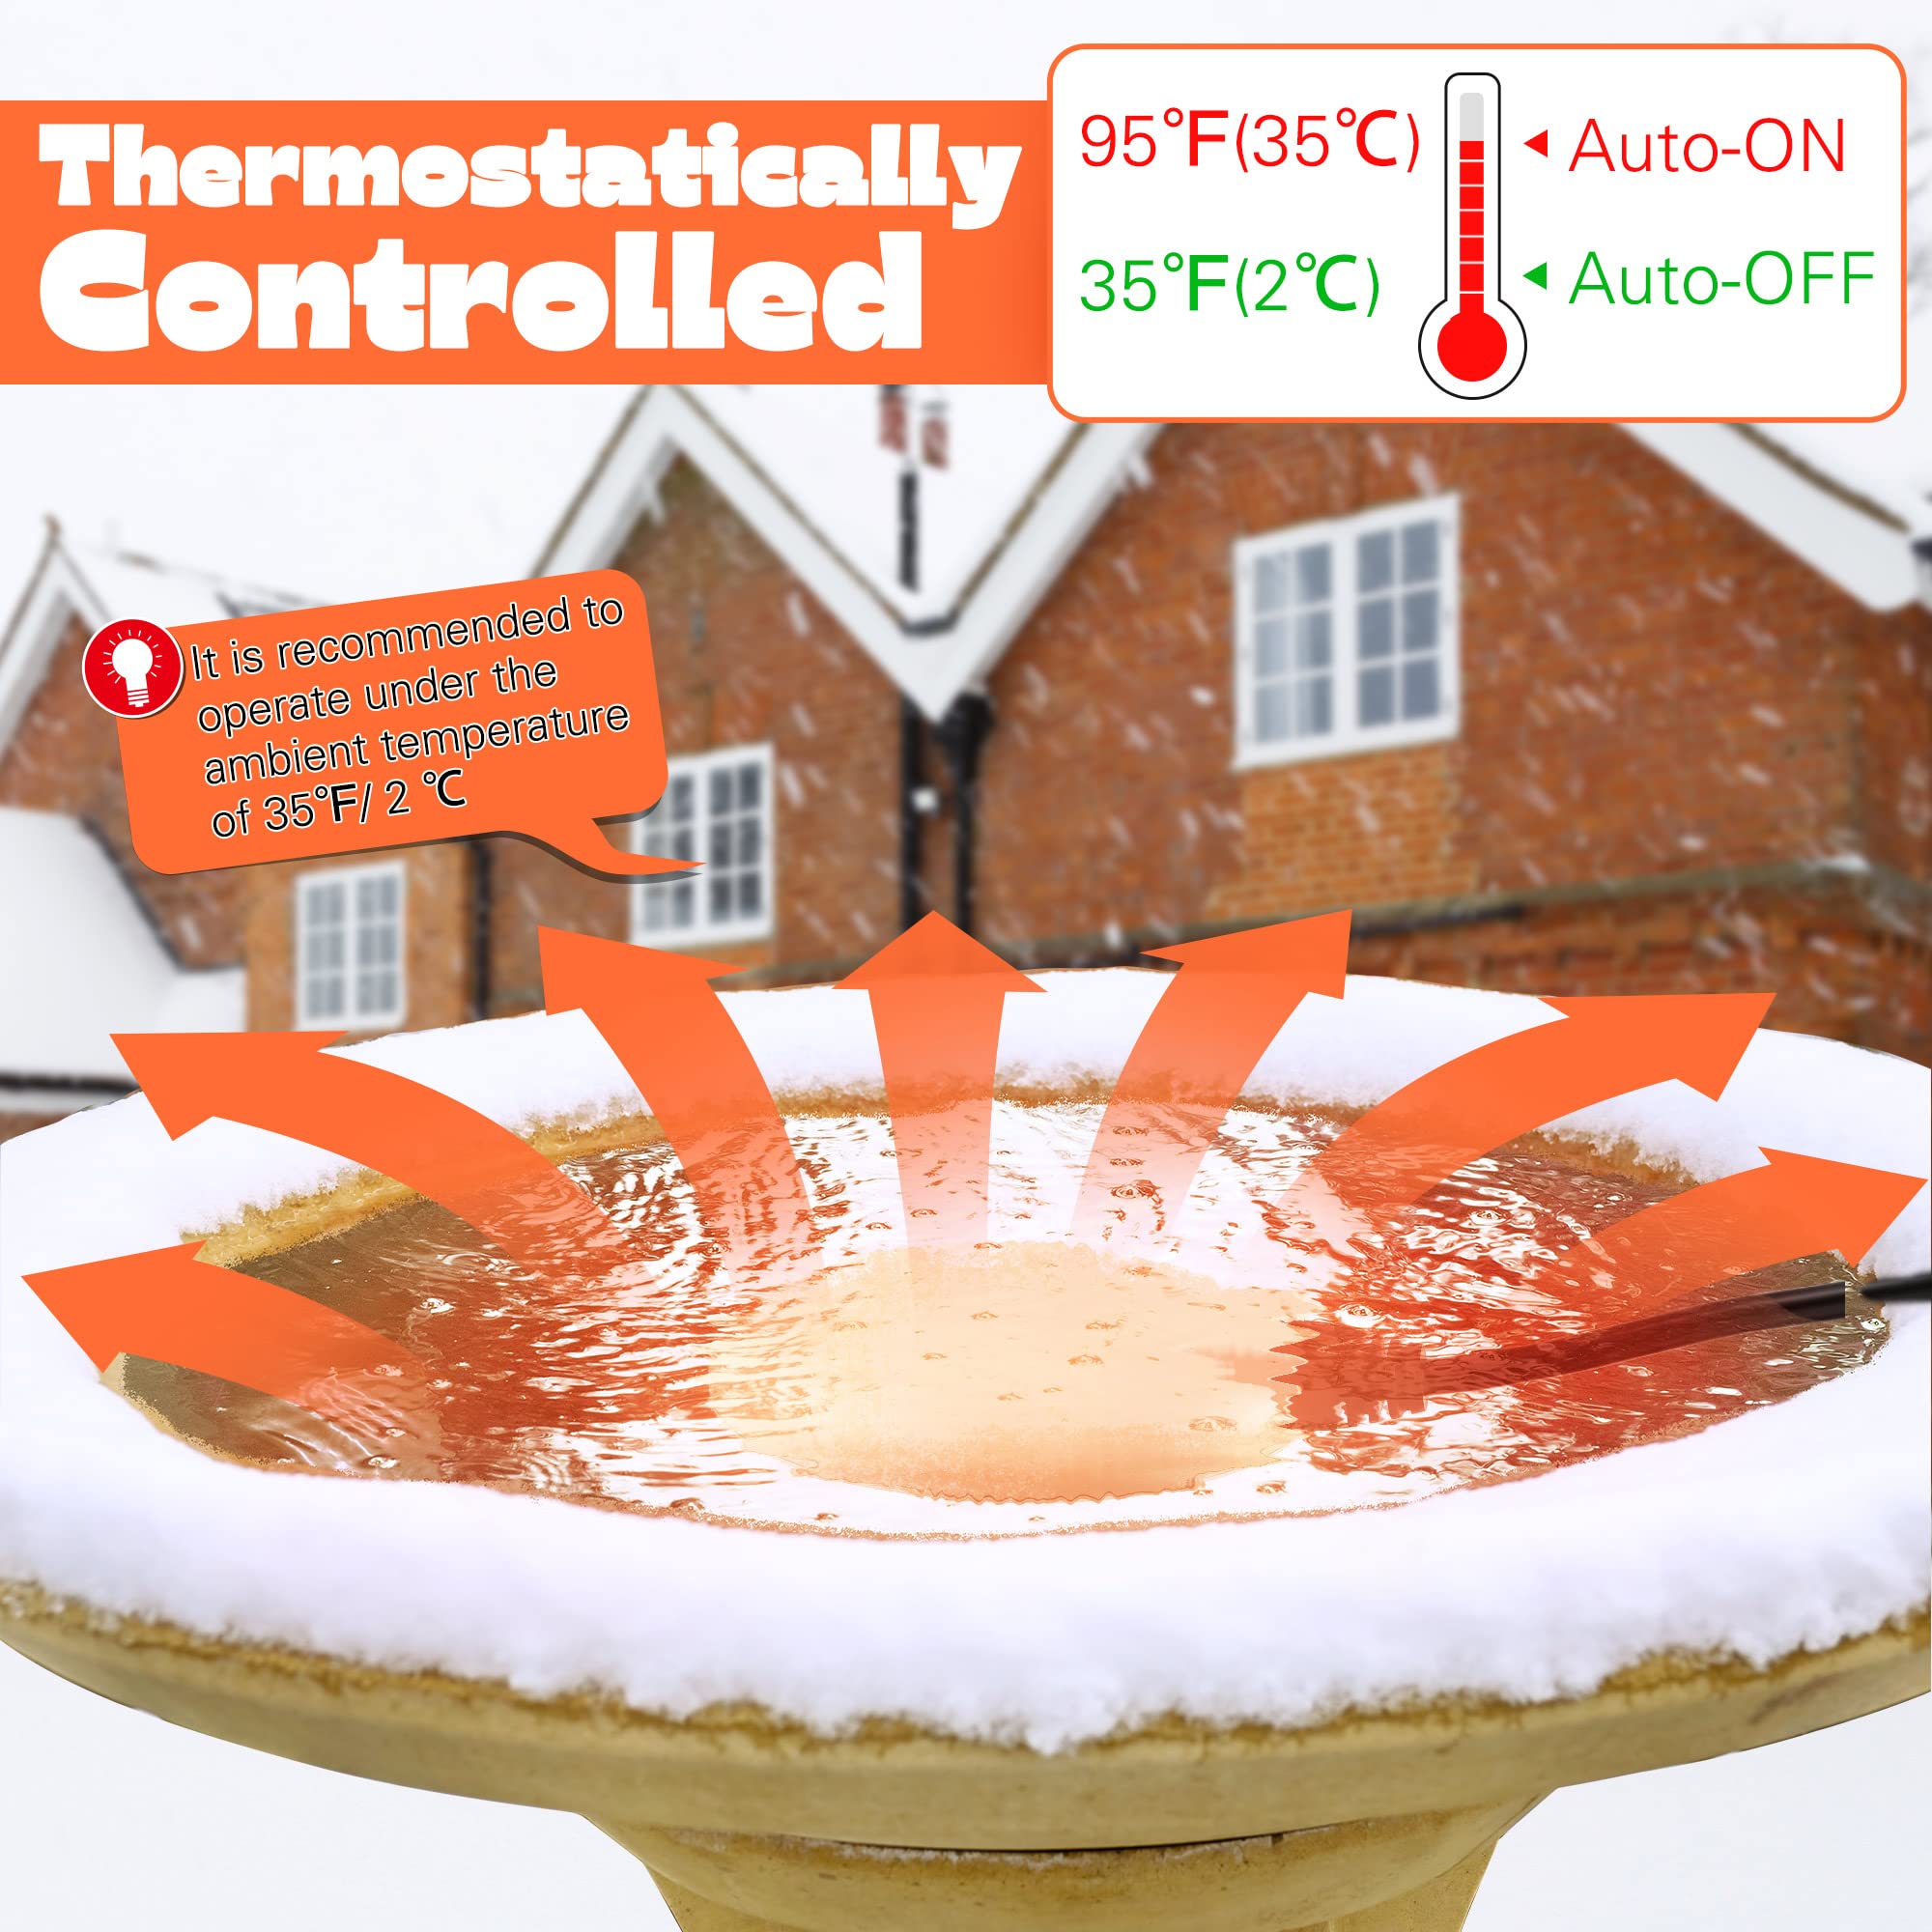 Thermostatically
Controlled
95°F(35℃)
Auto-ON
35°F(2℃)
Auto-OFF
It is recommended to
operate under the
ambient temperature
of 35°F/ 2 ℃